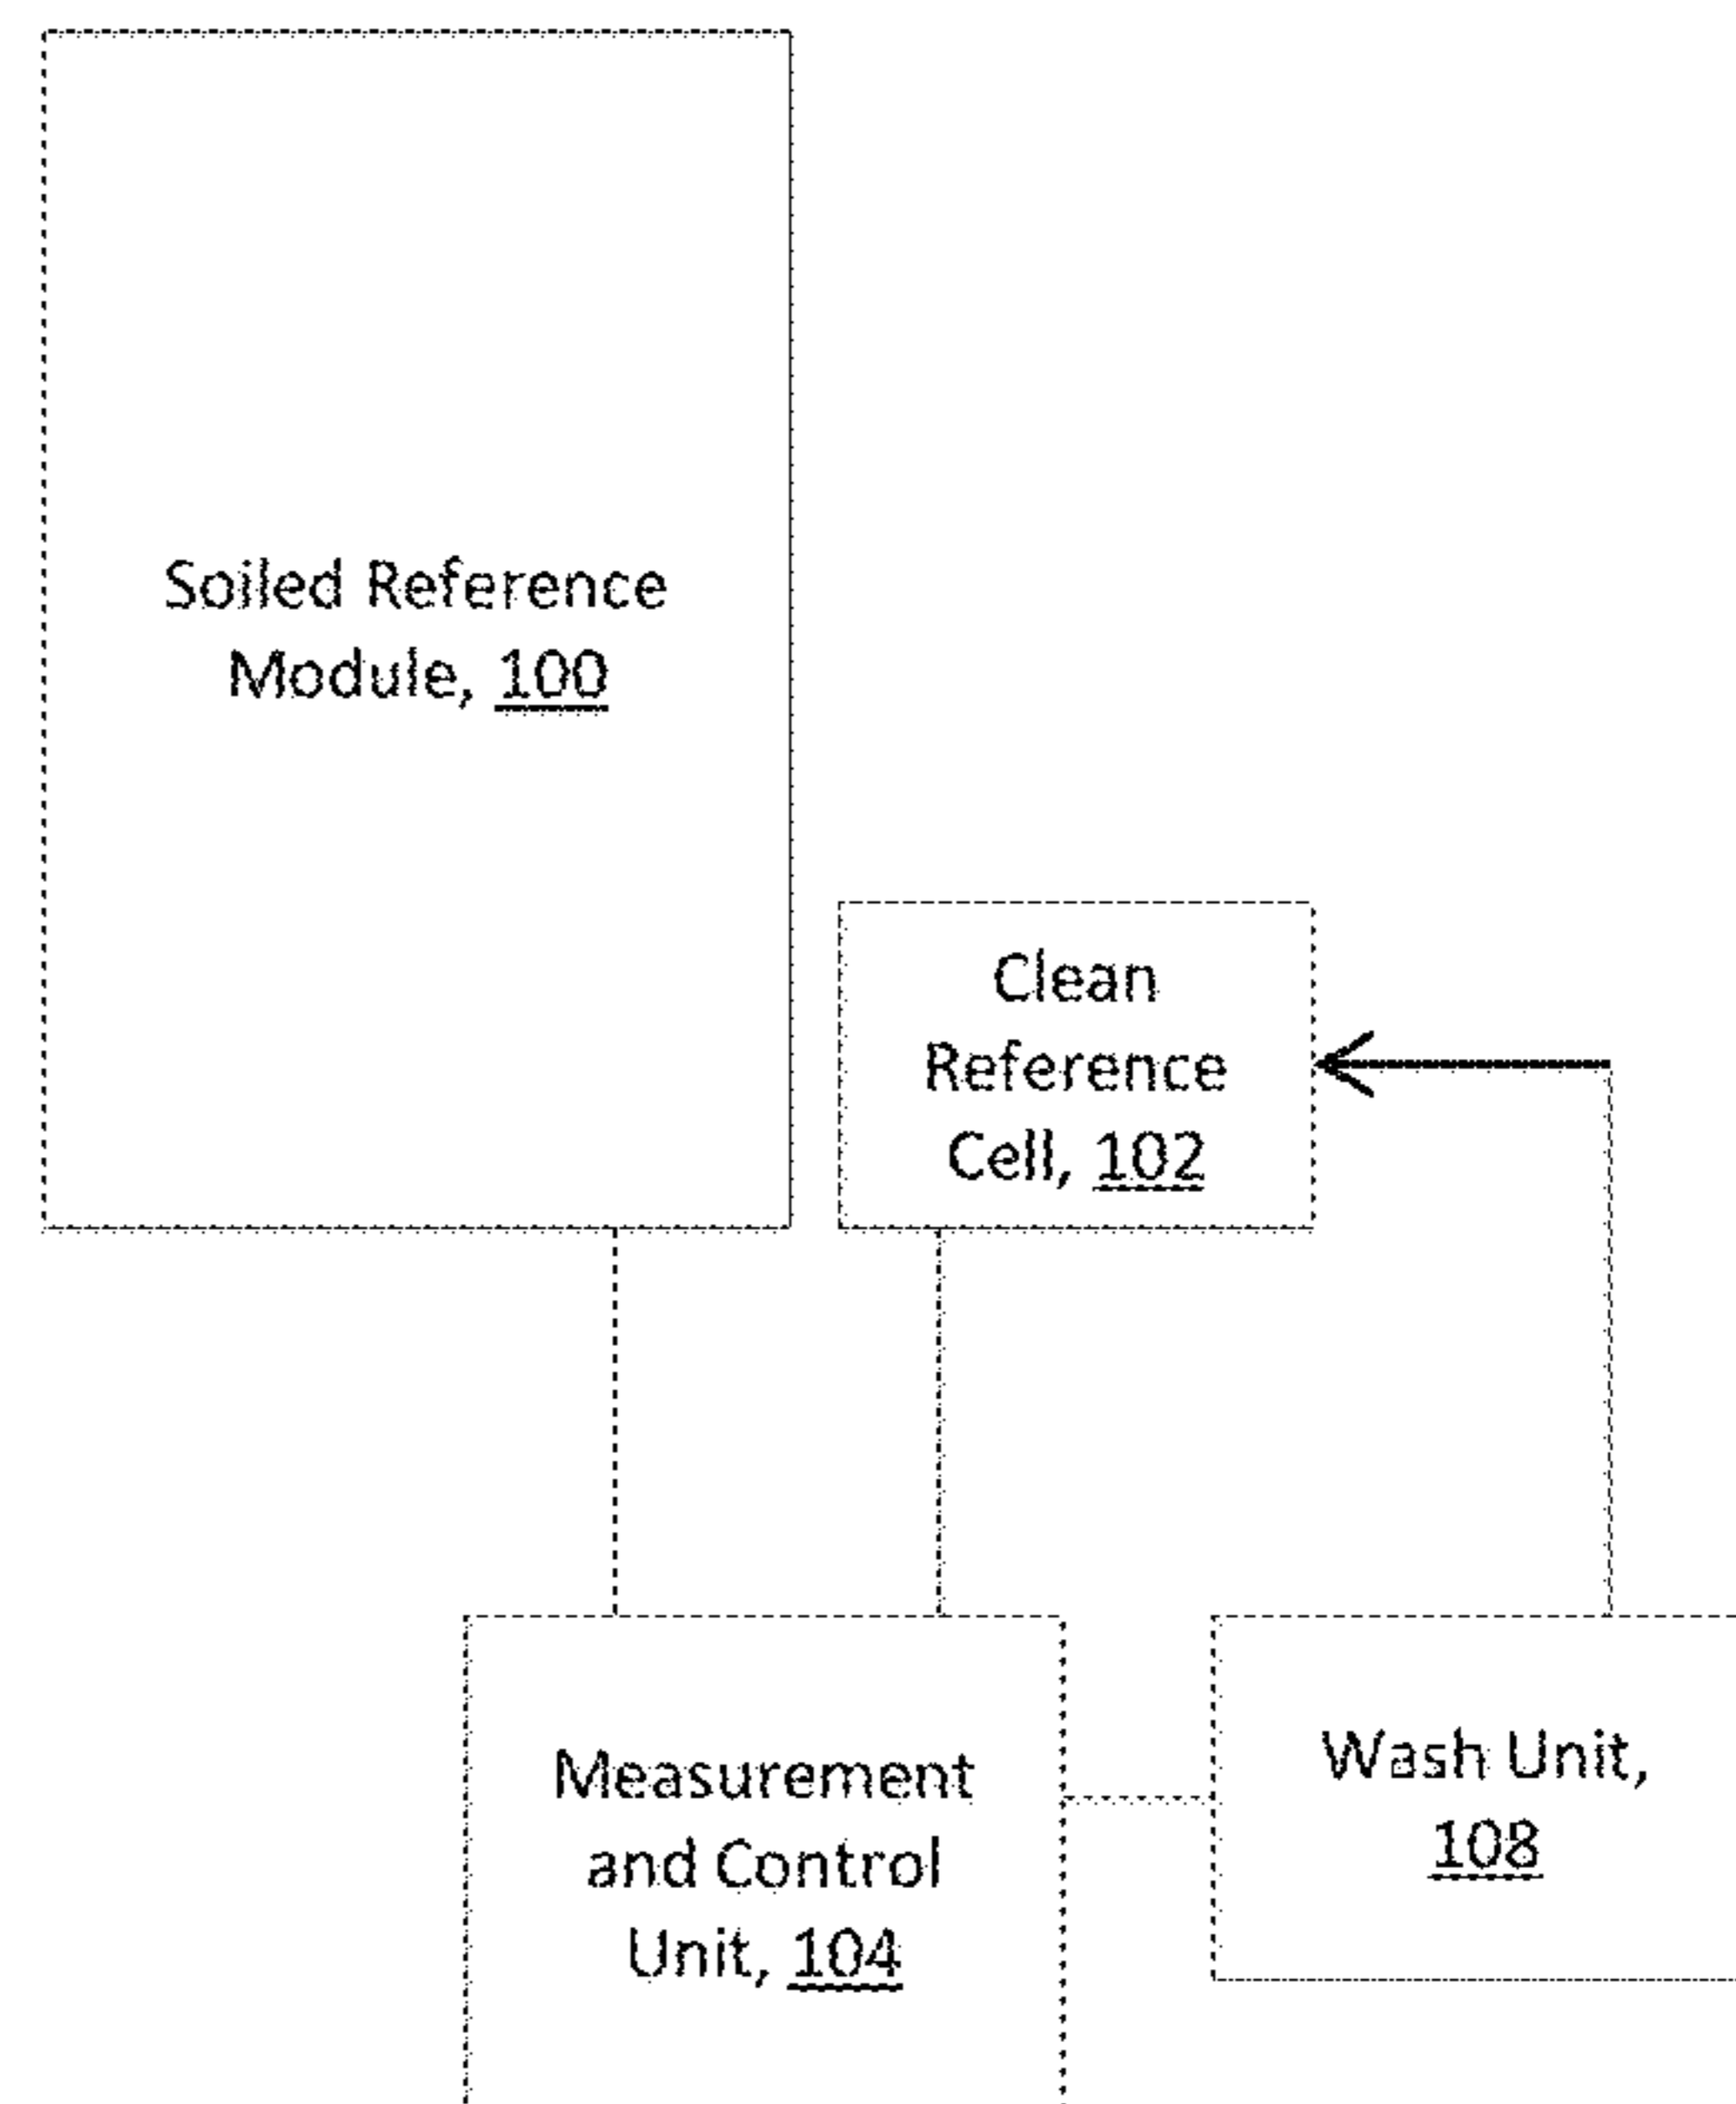 Soiled Reference
Module, 100
Clean
Reference
Cell, 102
Measurement
and Control
Unit, 104
Wash Unit,
108